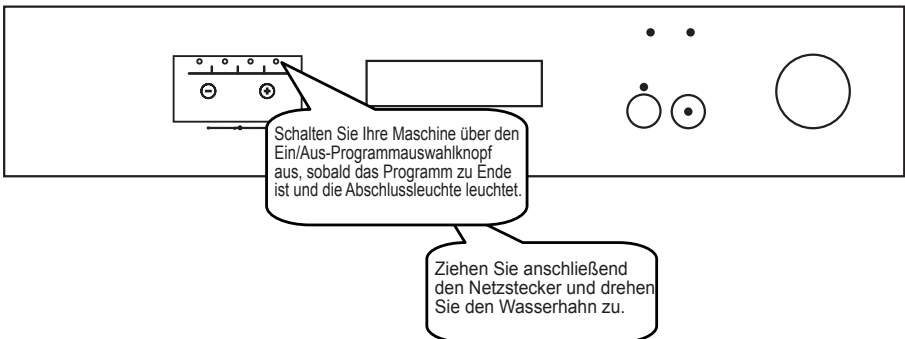 Schalten Sie Ihre Maschine über den
Ein/Aus-Programmauswahlknopf
aus, sobald das Programm zu Ende
ist und die Abschlussleuchte leuchtet.
Ziehen Sie anschließend
den Netzstecker und drehen
Sie den Wasserhahn zu.